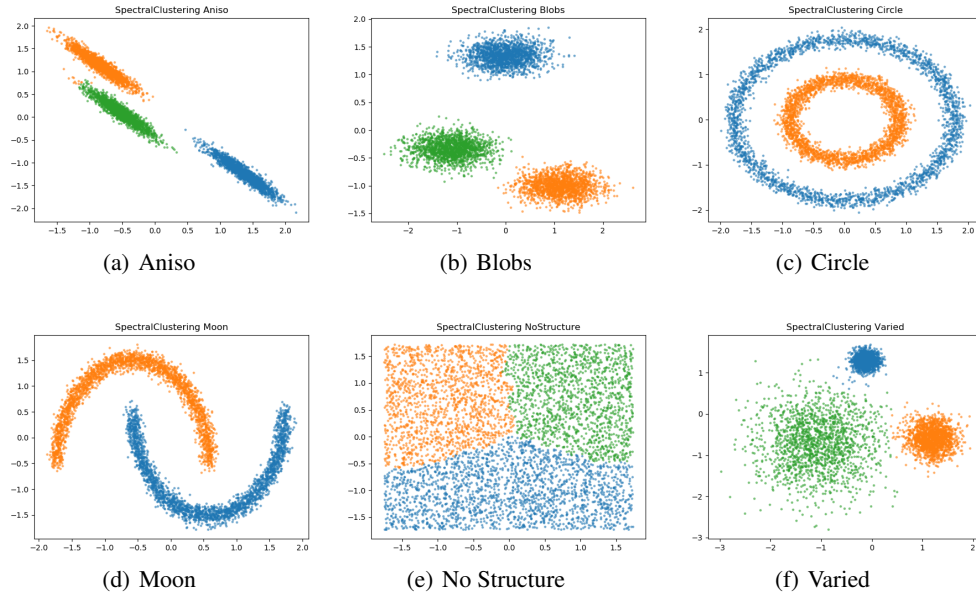 SpectralClustering Aniso
2.0
1.5
1.0
0.5
0.0
−0.5
−1.0
−1.5
−2.0
−1.5 −1.0 −0.5 0.0 0.5 1.0 1.5 2.0
(a) Aniso
SpectralClustering Blobs
2.0
1.5
1.0
0.5
0.0
−0.5
−1.0
−1.5
−2 −1 0 1 2
(b) Blobs
SpectralClustering Circle
2
1
0
−1
−2
−2.0 −1.5 −1.0 −0.5 0.0 0.5 1.0 1.5 2.0
(c) Circle
SpectralClustering Moon
1.5
1.0
0.5
0.0
−0.5
−1.0
−1.5
−2.0 −1.5 −1.0 −0.5 0.0 0.5 1.0 1.5 2.0
(d) Moon
SpectralClustering NoStructure
1.5
1.0
0.5
0.0
−0.5
−1.0
−1.5
−1.5 −1.0 −0.5 0.0 0.5 1.0 1.5
(e) No Structure
SpectralClustering Varied
1
0
−1
−2
−3
−3 −2 −1 0 1 2
(f) Varied